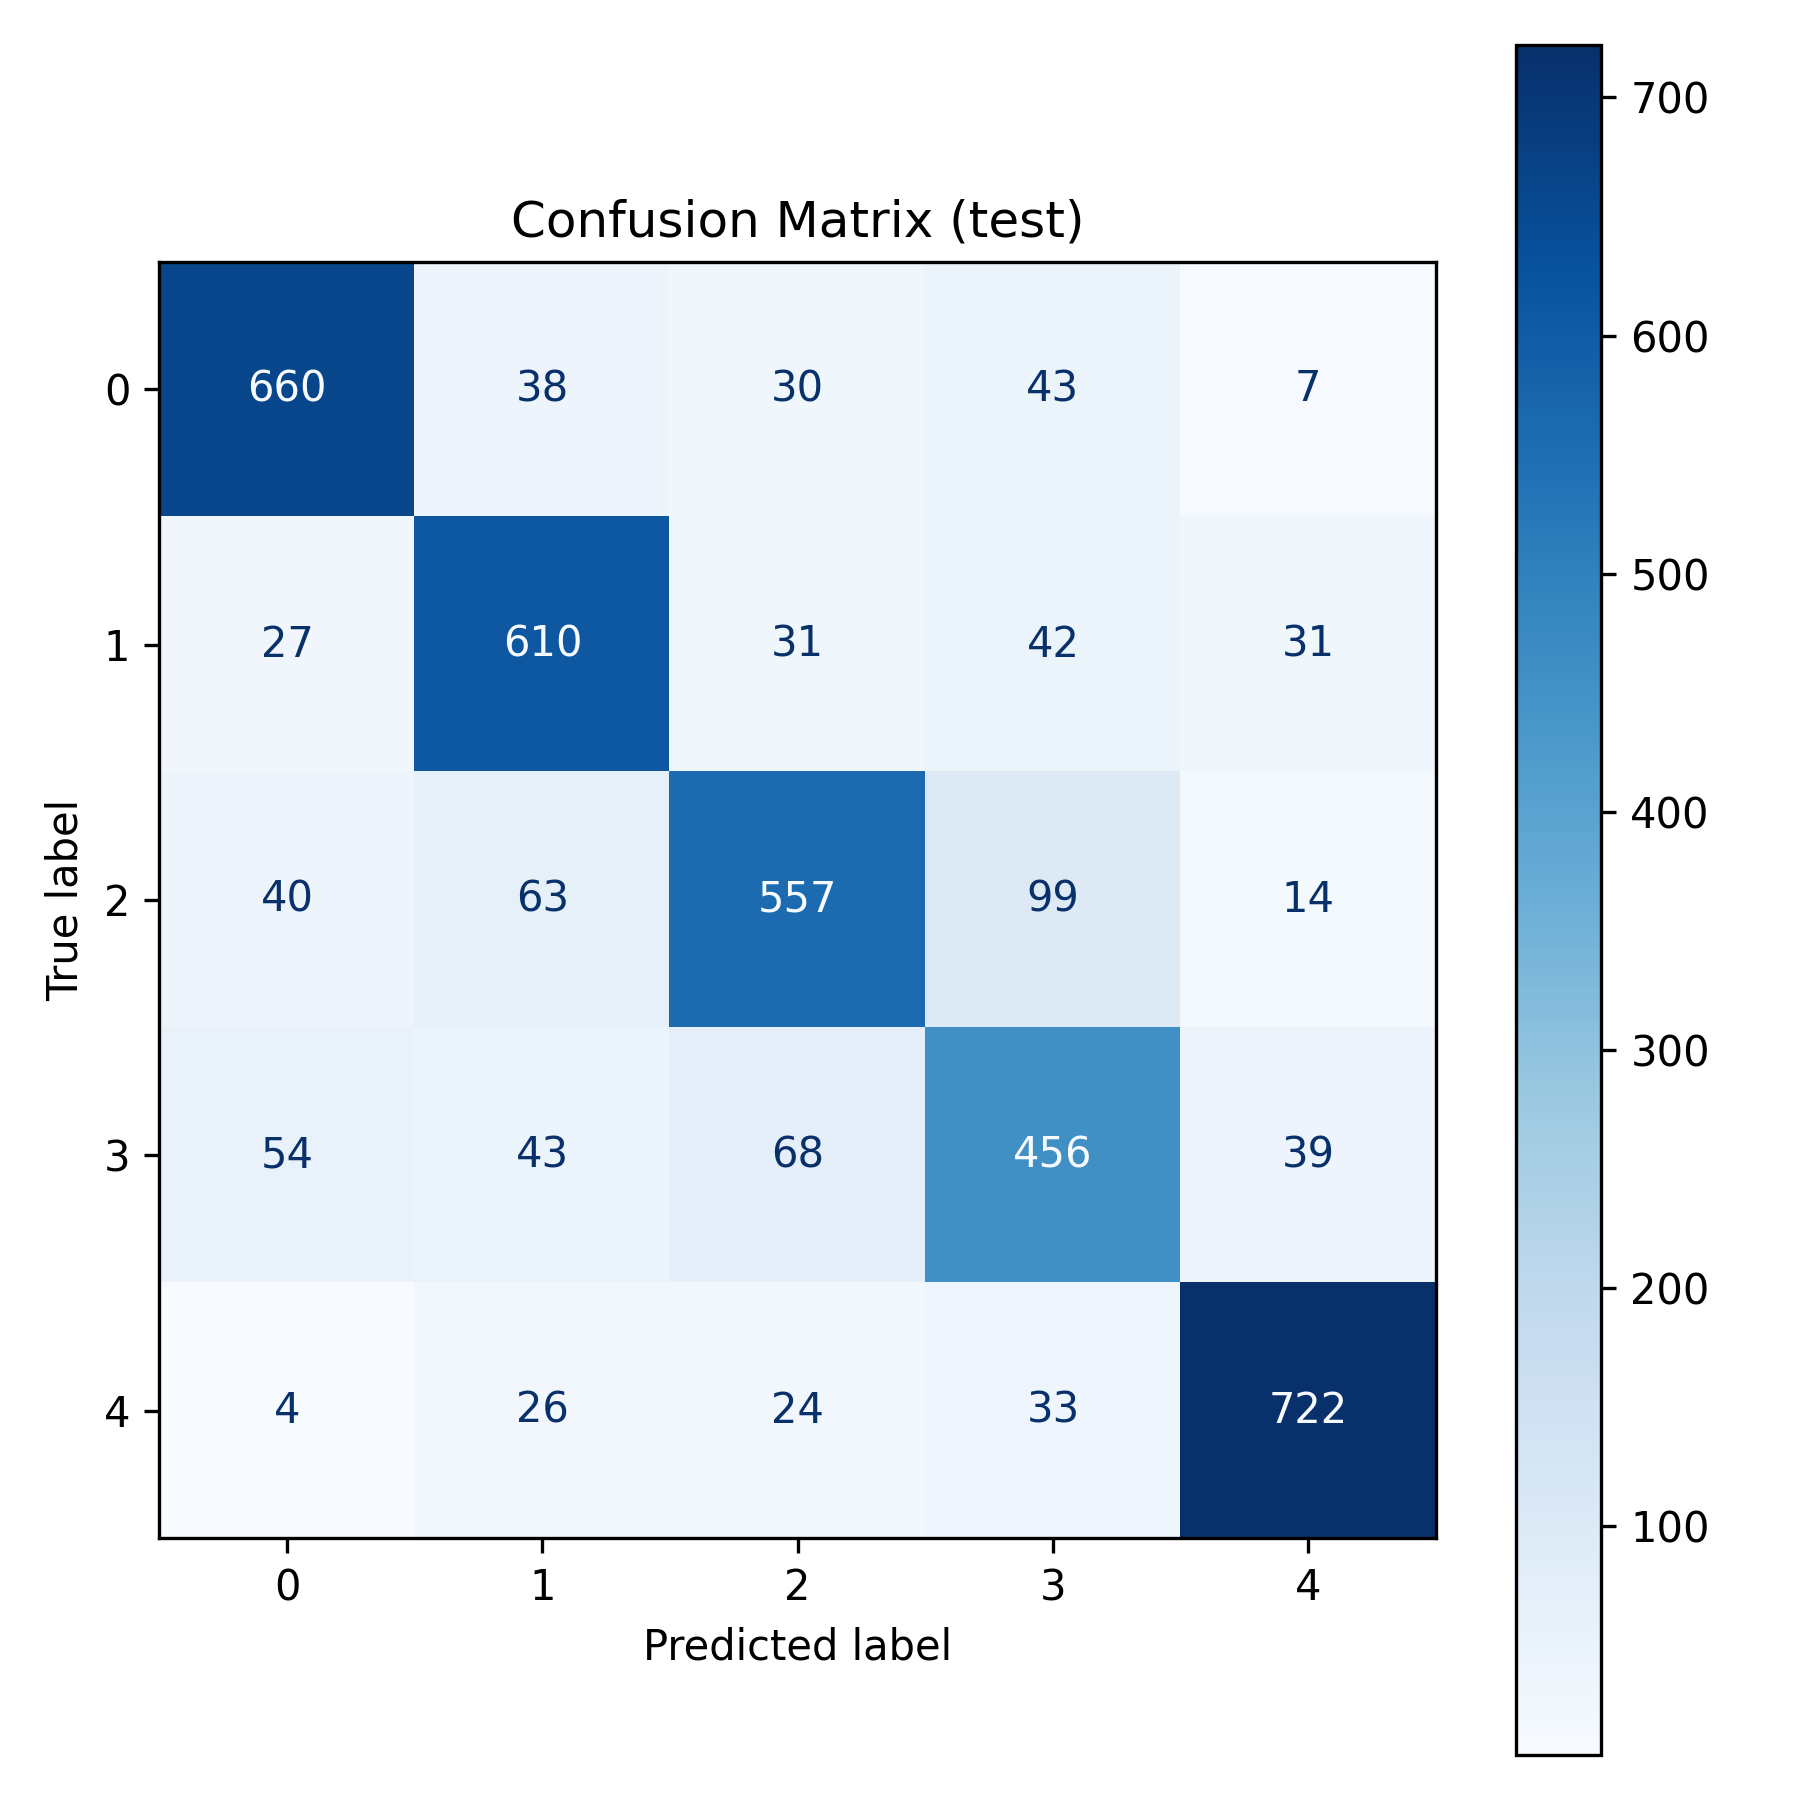 Confusion Matrix (test)
700
600
500
400
300
200
100
True label
0 660 38 30 43 7
1 27 610 31 42 31
2 40 63 557 99 14
3 54 43 68 456 39
4 4 26 24 33 722
0 1 2 3 4
Predicted label